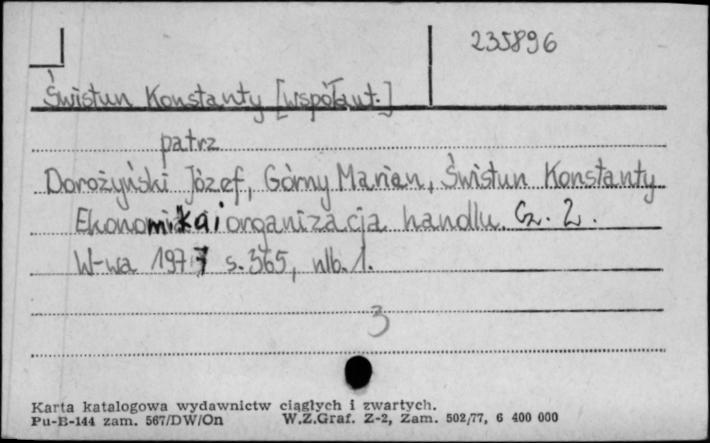 235896
Świstun Konstanty [współaut.]
patrz
Dorożyński Józef, Górny Marian, Świstun Konstanty
Ekonomika i organizacja handlu. Cz. 2.
W-wa 1977 s. 365, nlb. 1.
3
Karta katalogowa wydawnictw ciągłych i zwartych.
Pu-B-144 zam. 567/DW/On W.Z.Graf. Z-2, Zam. 502/77, 6 400 000